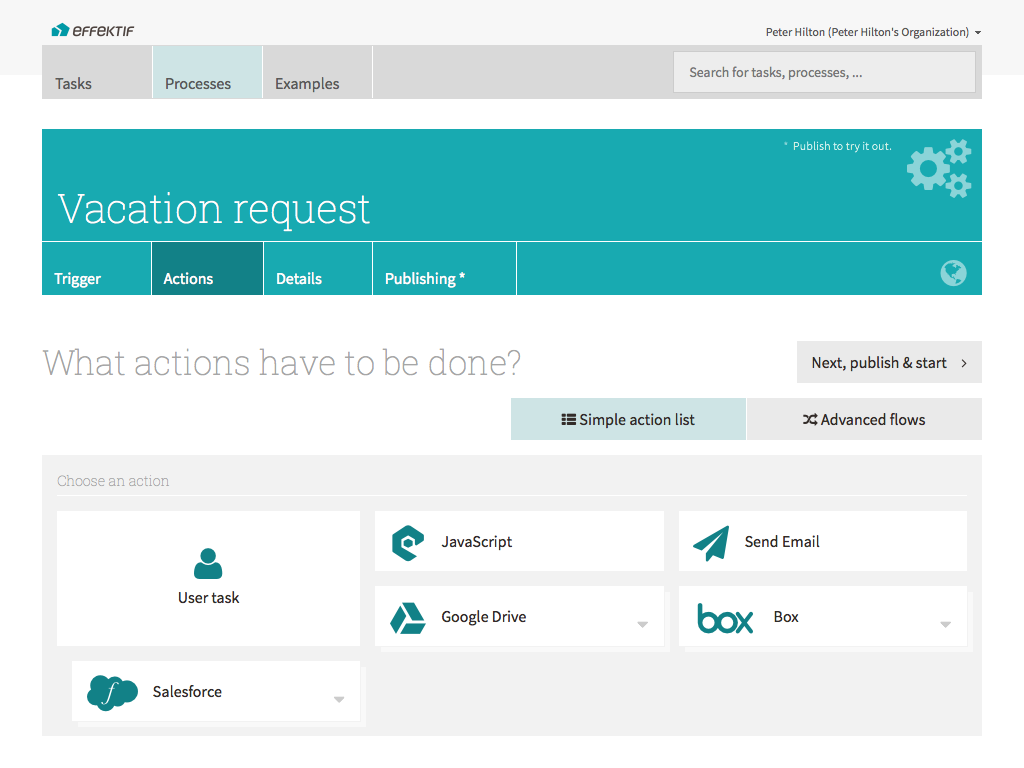 EFFEKTIF
Peter Hilton (Peter Hilton's Organization)
Tasks
Processes
Examples
Search for tasks, processes, ...
* Publish to try it out.
Vacation request
Trigger
Actions
Details
Publishing *
What actions have to be done?
Next, publish & start
Simple action list
Advanced flows
Choose an action
User task
JavaScript
Send Email
Google Drive
box
Box
f
Salesforce